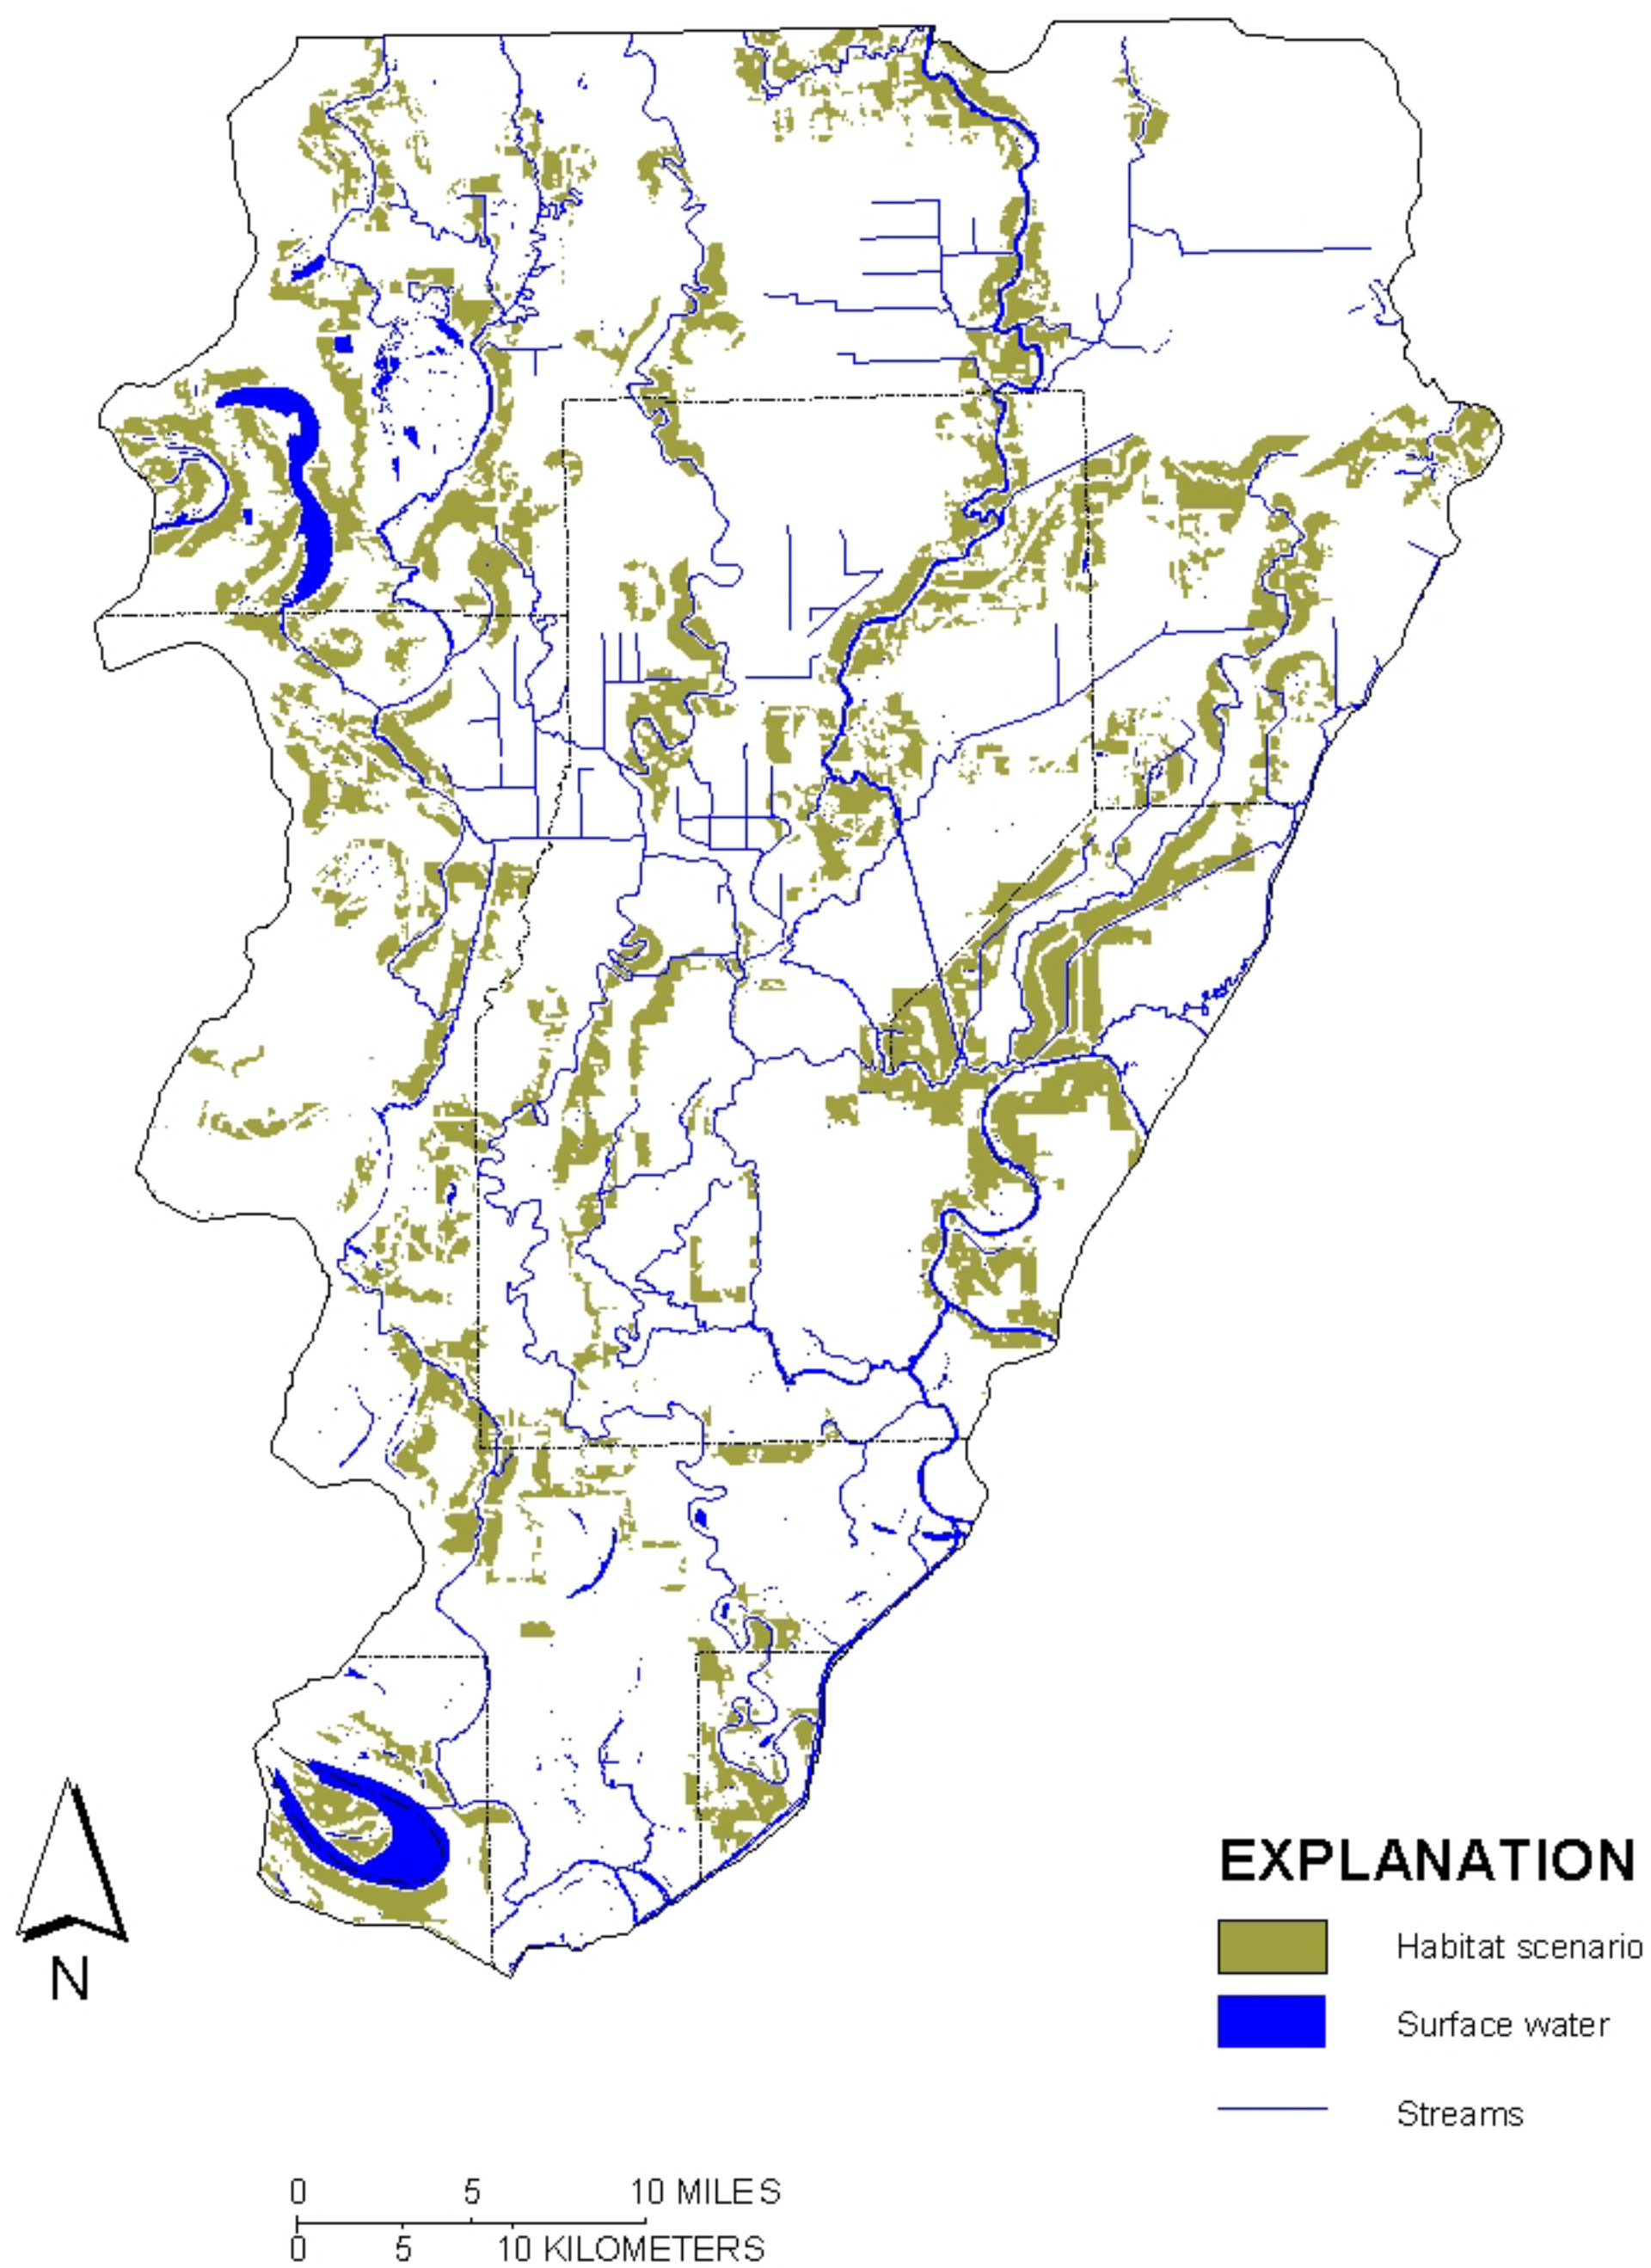 N
EXPLANATION
Habitat scenario
Surface water
Streams
0 5 10 MILES
0 5 10 KILOMETERS